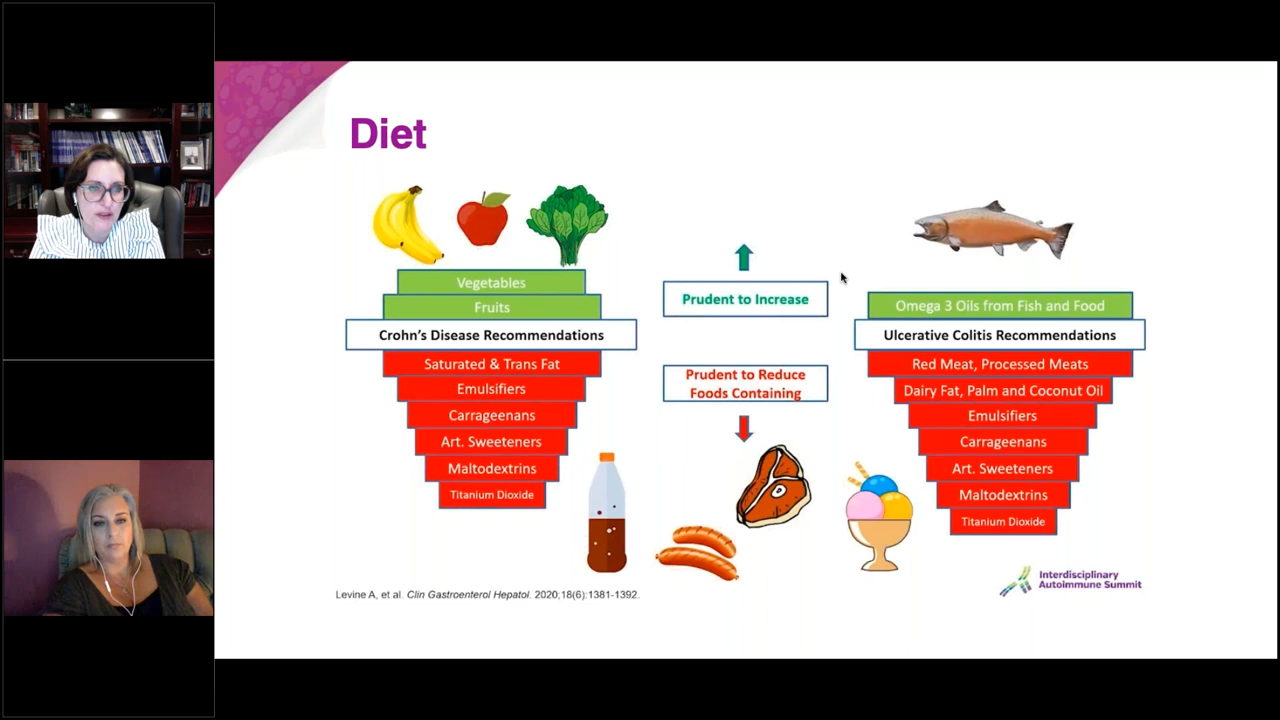 Diet
Vegetables
Fruits
Crohn's Disease Recommendations
Saturated & Trans Fat
Emulsifiers
Carrageenans
Art. Sweeteners
Maltodextrins
Titanium Dioxide
Prudent to Increase
Prudent to Reduce
Foods Containing
Omega 3 Oils from Fish and Food
Ulcerative Colitis Recommendations
Red Meat, Processed Meats
Dairy Fat, Palm and Coconut Oil
Emulsifiers
Carrageenans
Art. Sweeteners
Maltodextrins
Titanium Dioxide
Levine A, et al. Clin Gastroenterol Hepatol. 2020;18(6):1381-1392.
Interdisciplinary
Autoimmune Summit